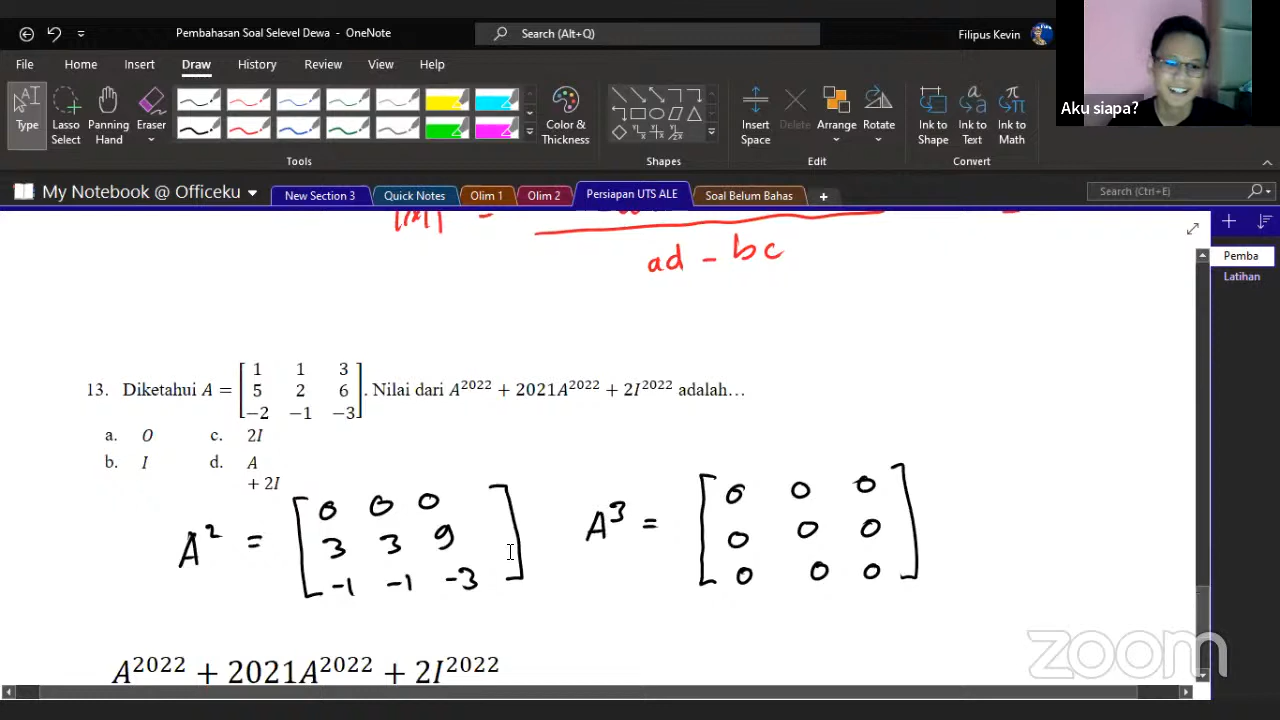 Pembahasan Soal Selevel Dewa - OneNote
Search (Alt+Q)
Filipus Kevin
File Home Insert Draw History Review View Help
Aku siapa?
Type
Lasso Select
Panning Hand
Eraser
Color & Thickness
Insert Space
Delete
Arrange
Rotate
Ink to Shape
Ink to Text
Ink to Math
Tools Shapes Edit Convert
My Notebook @ Officeku
New Section 3 Quick Notes Olim 1 Olim 2 Persiapan UTS ALE Soal Belum Bahas +
Search (Ctrl+E)
Pemba
Latihan
ad - bc
13. Diketahui A = [1 1 3
5 2 6
−2 −1 −3]. Nilai dari A^2022 + 2021A^2022 + 2I^2022 adalah…
a. O c. 2I
b. I d. A
+ 2I
A^2 = [0 0 0
3 3 9
-1 -1 -3]
A^3 = [0 0 0
0 0 0
0 0 0]
A^2022 + 2021A^2022 + 2I^2022
zoom